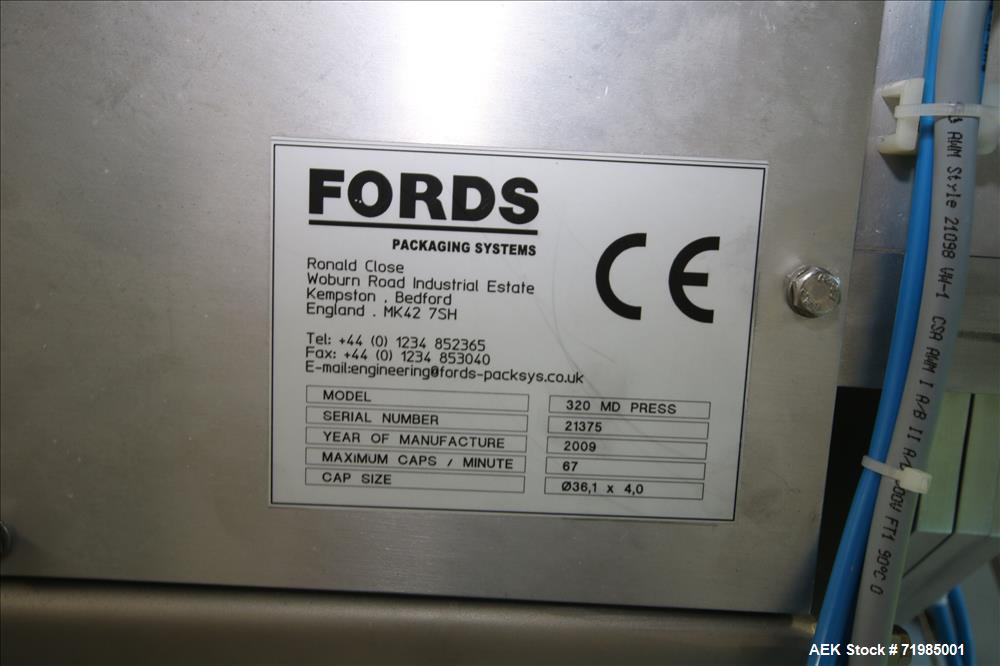 FORDS
PACKAGING SYSTEMS
Ronald Close
Woburn Road Industrial Estate
Kempston . Bedford
England . MK42 7SH
Tel: +44 (0) 1234 852365
Fax: +44 (0) 1234 853040
E-mail:engineering@fords-packsys.co.uk
CE
MODEL 320 MD PRESS
SERIAL NUMBER 21375
YEAR OF MANUFACTURE 2009
MAXIMUM CAPS / MINUTE 67
CAP SIZE Ø36,1 x 4,0
AWM Style 21098 VW-1 CSA AWM I A/B II FT1 90°C
AEK Stock #71985001